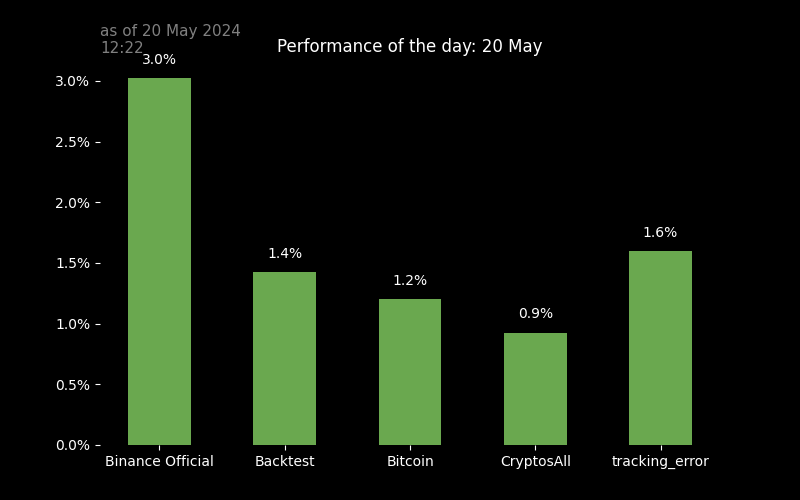 as of 20 May 2024
12:22
Performance of the day: 20 May
3.0%
3.0%
2.5%
2.0%
1.5%
1.0%
0.5%
0.0%
1.4%
1.2%
0.9%
1.6%
Binance Official
Backtest
Bitcoin
CryptosAll
tracking_error